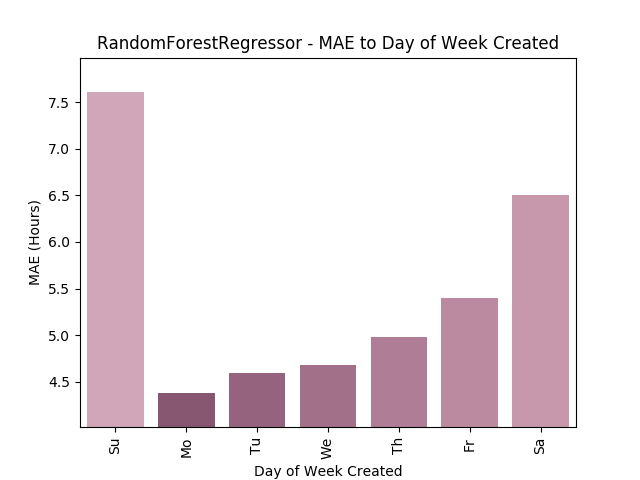 RandomForestRegressor - MAE to Day of Week Created
7.5
7.0
6.5
6.0
5.5
5.0
4.5
MAE (Hours)
Su
Mo
Tu
We
Th
Fr
Sa
Day of Week Created